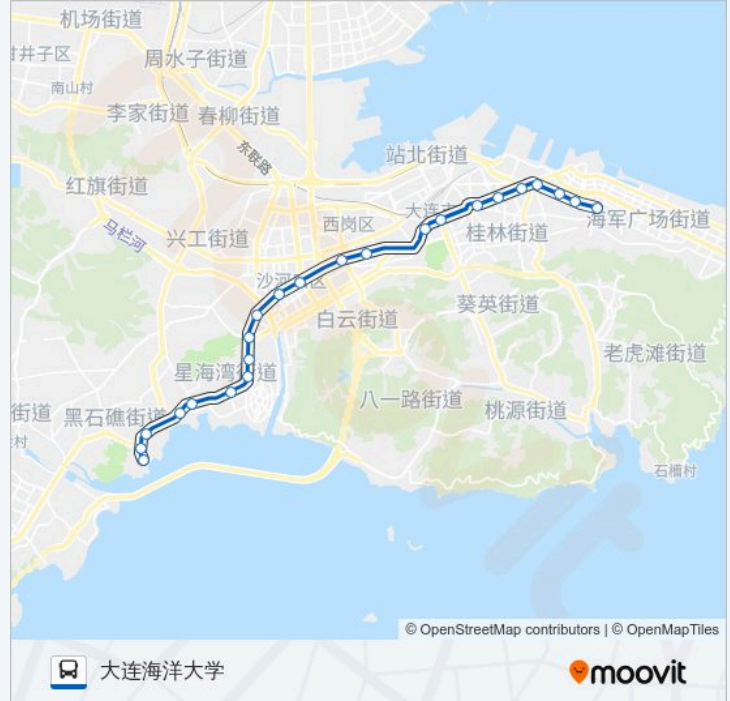 机场街道
甘井子区
周水子街道
南山村
李家街道
春柳街道
东联路
站北街道
红旗街道
马栏河
大连市
海军广场街道
西岗区
桂林街道
兴工街道
沙河口区
葵英街道
白云街道
老虎滩街道
星海湾街道
八一路街道
桃源街道
街道
黑石礁街道
村
石槽村
© OpenStreetMap contributors | © OpenMapTiles
大连海洋大学
moovit